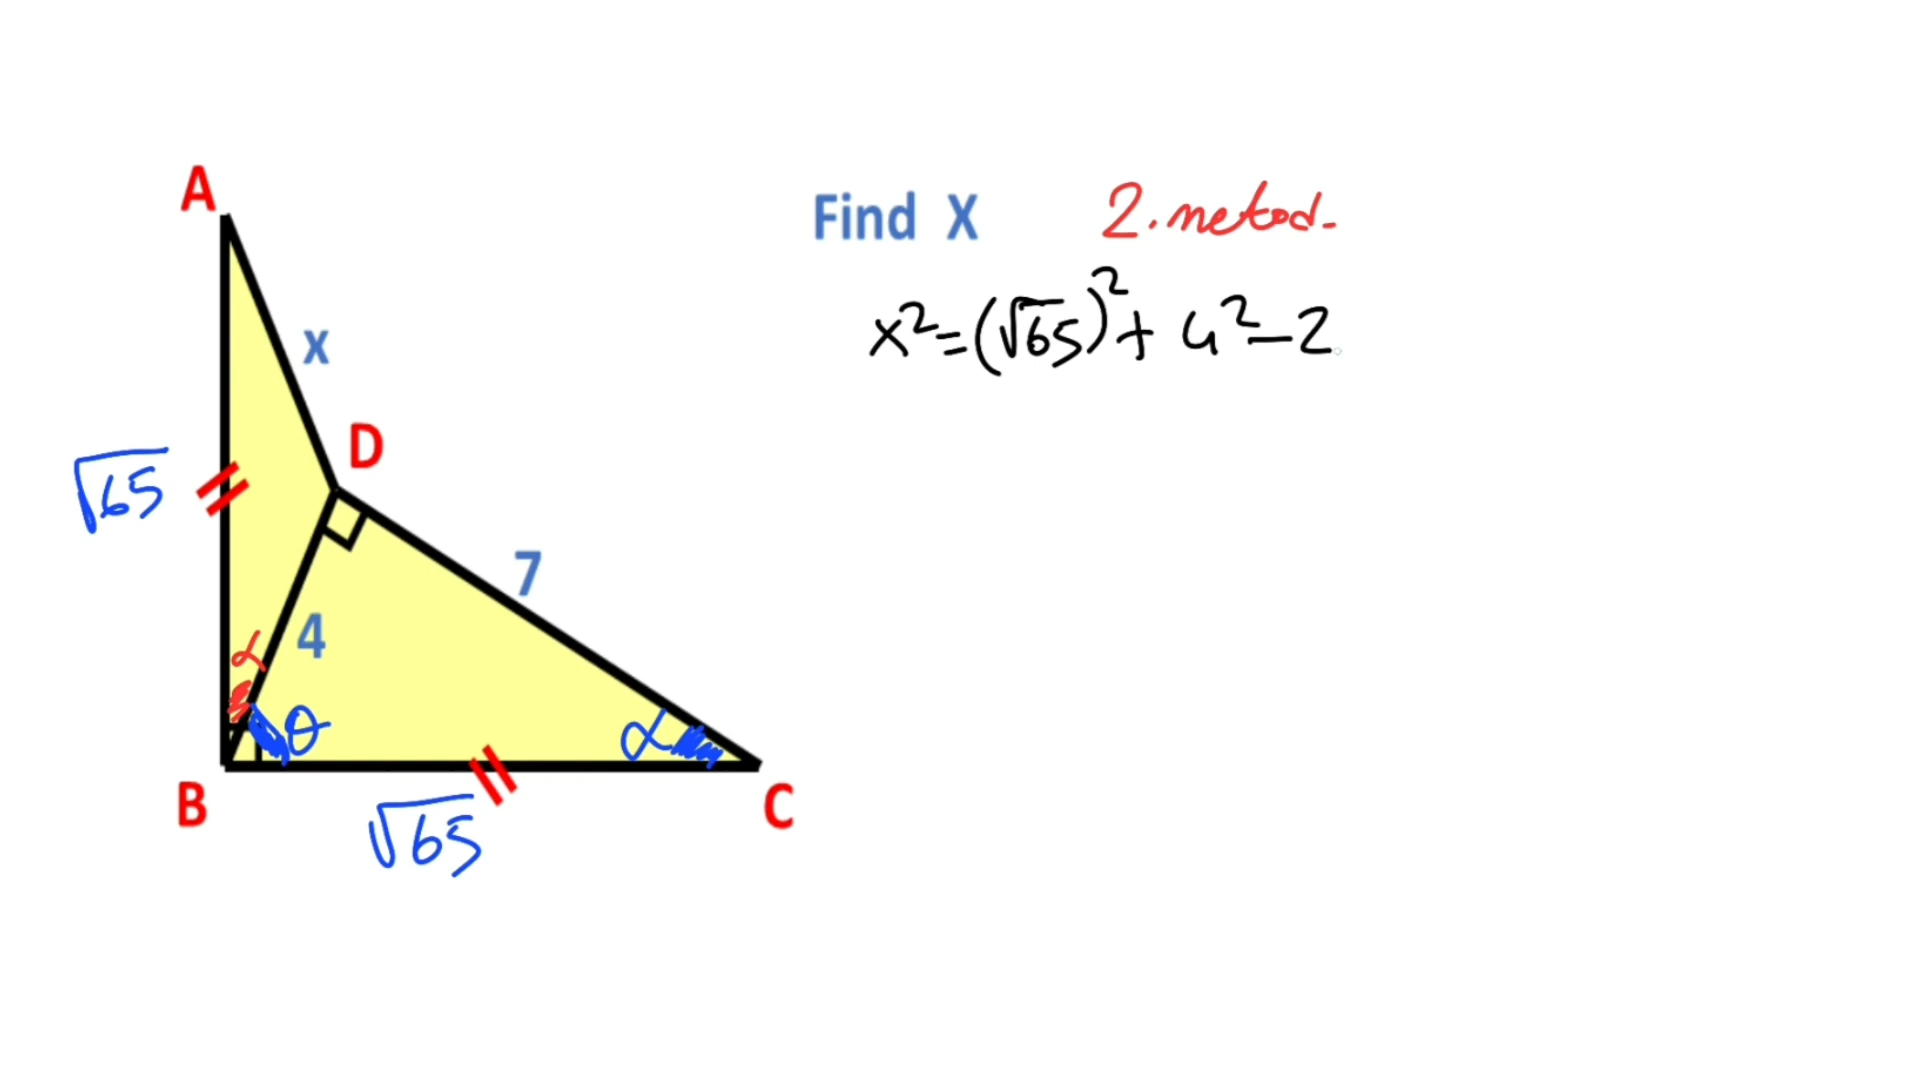 A
Find X 2. metod-
x² = (√65)² + 4² - 2
x
D
√65
7
4
α
θ
α
B
C
√65